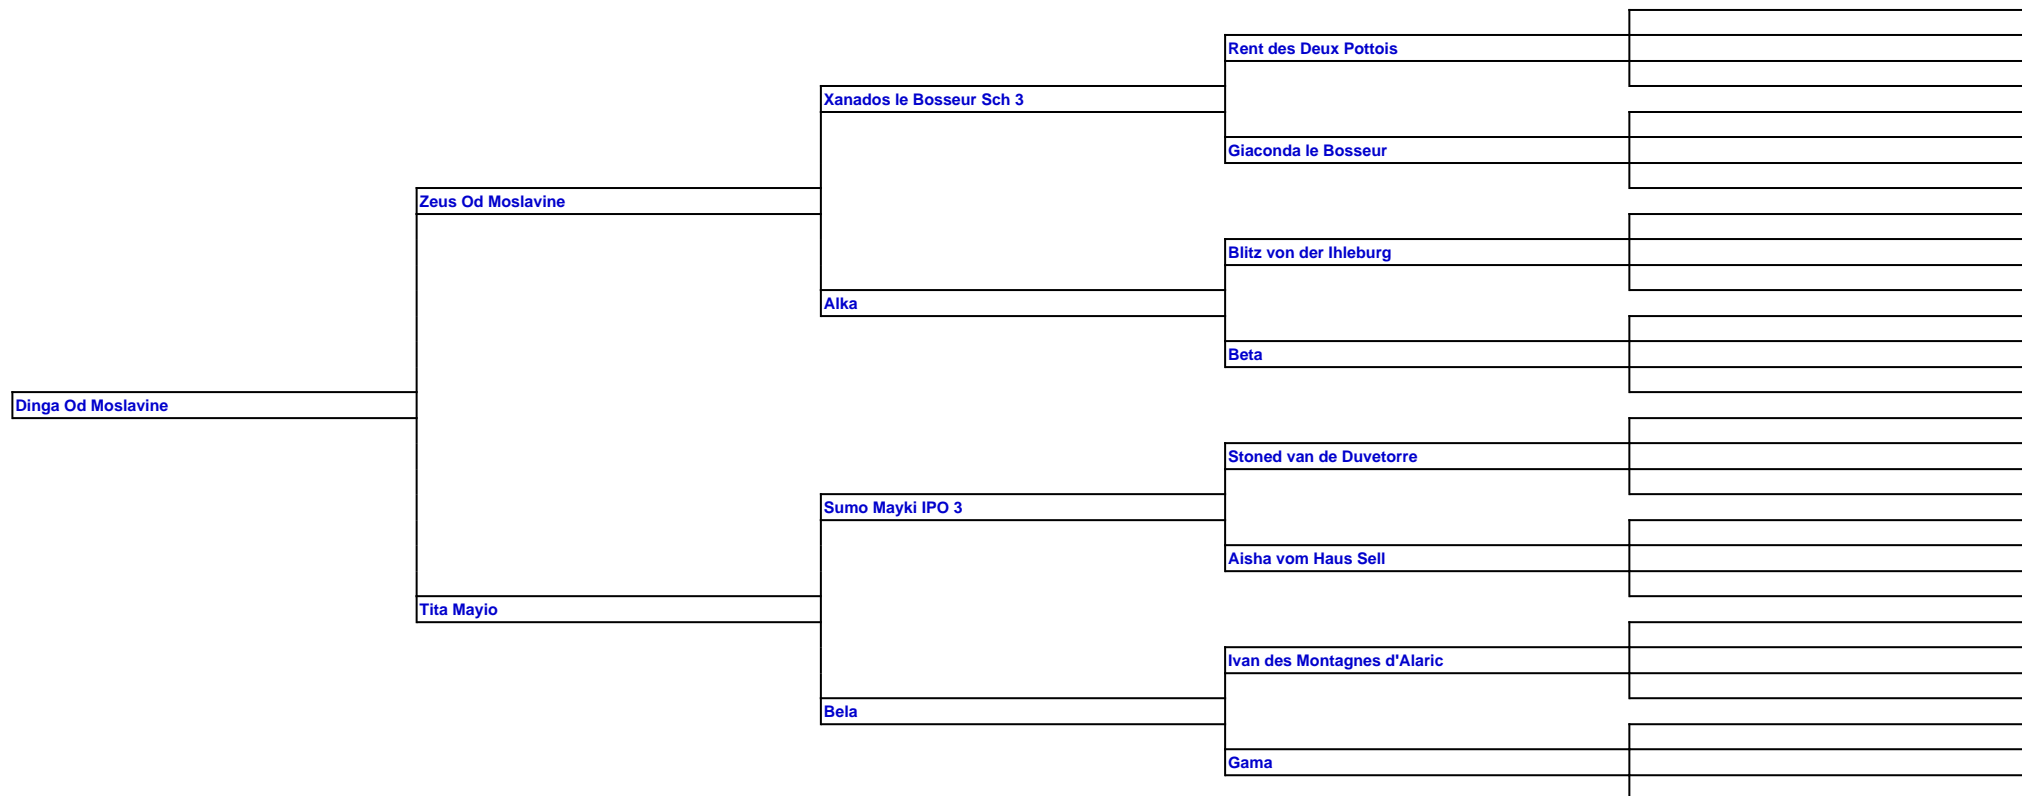 Rent des Deux Pottois
Xanados le Bosseur Sch 3
Giaconda le Bosseur
Zeus Od Moslavine
Blitz von der Ihleburg
Alka
Beta
Dinga Od Moslavine
Stoned van de Duvetorre
Sumo Mayki IPO 3
Aisha vom Haus Sell
Tita Mayio
Ivan des Montagnes d'Alaric
Bela
Gama